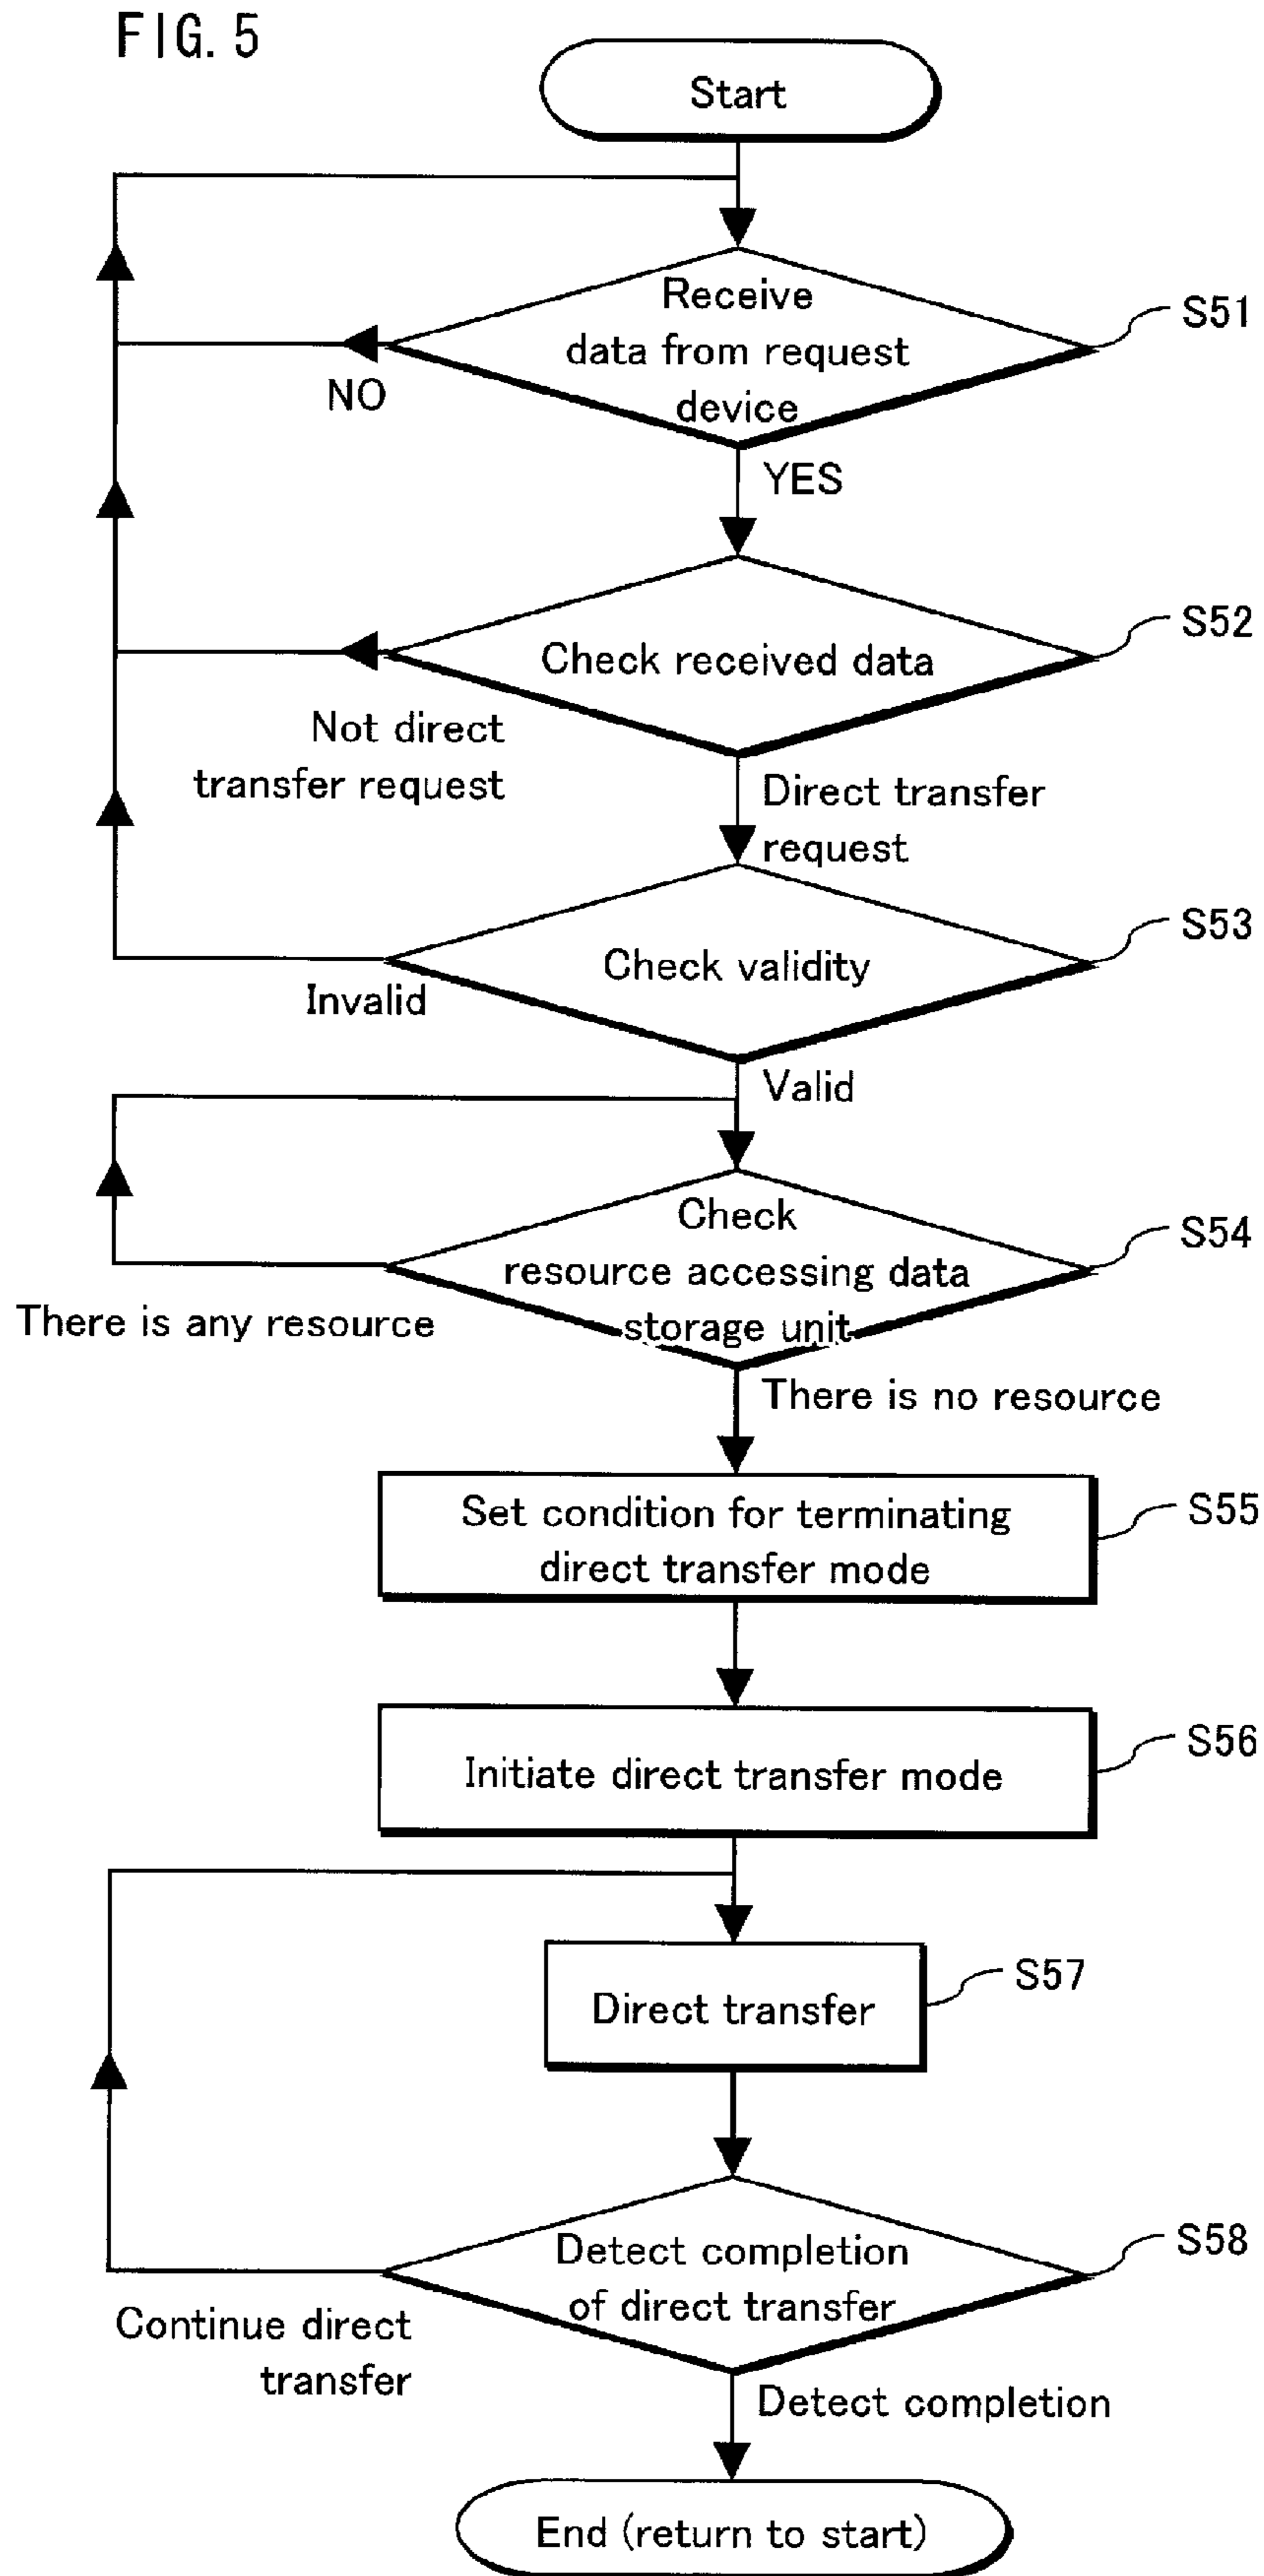 FIG. 5
Start
Receive
data from request
device
S51
NO
YES
Check received data
S52
Not direct
transfer request
Direct transfer
request
Check validity
S53
Invalid
Valid
Check
resource accessing data
storage unit
S54
There is any resource
There is no resource
Set condition for terminating
direct transfer mode
S55
Initiate direct transfer mode
S56
Direct transfer
S57
Detect completion
of direct transfer
S58
Continue direct
transfer
Detect completion
End (return to start)